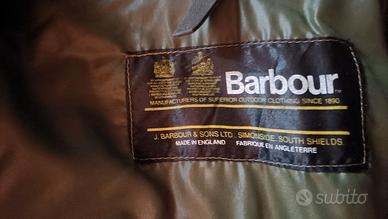 Barbour
MANUFACTURERS OF SUPERIOR OUTDOOR CLOTHING SINCE 1890
J. BARBOUR & SONS LTD. SIMONSIDE, SOUTH SHIELDS
MADE IN ENGLAND FABRIQUE EN ANGLETERRE
subito